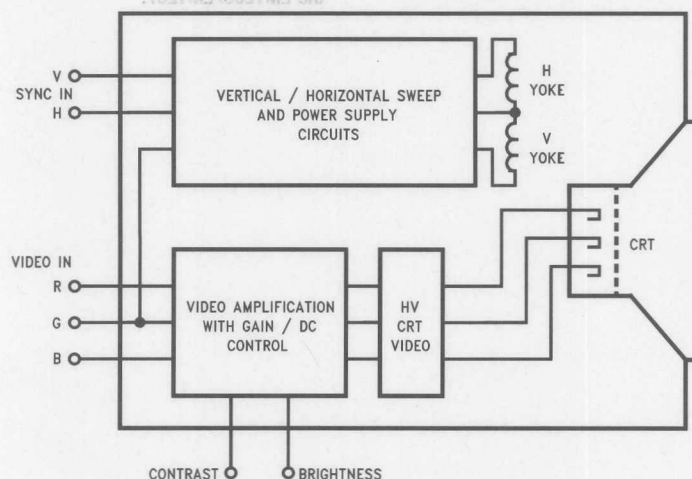 V
SYNC IN
H
VERTICAL / HORIZONTAL SWEEP
AND POWER SUPPLY
CIRCUITS
H
YOKE
V
YOKE
CRT
VIDEO IN
R
G
B
VIDEO AMPLIFICATION
WITH GAIN / DC
CONTROL
HV
CRT
VIDEO
CONTRAST
BRIGHTNESS